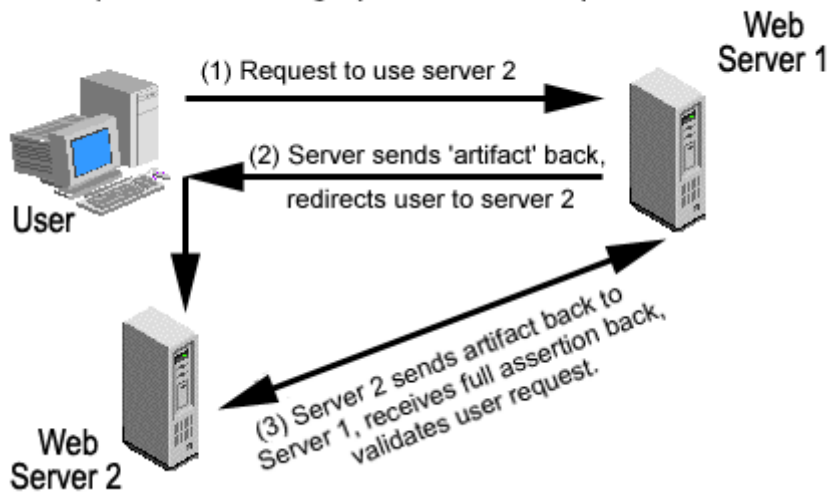 Web
Server 1
(1) Request to use server 2
(2) Server sends 'artifact' back,
redirects user to server 2
User
(3) Server 2 sends artifact back to
Server 1, receives full assertion back,
validates user request.
Web
Server 2